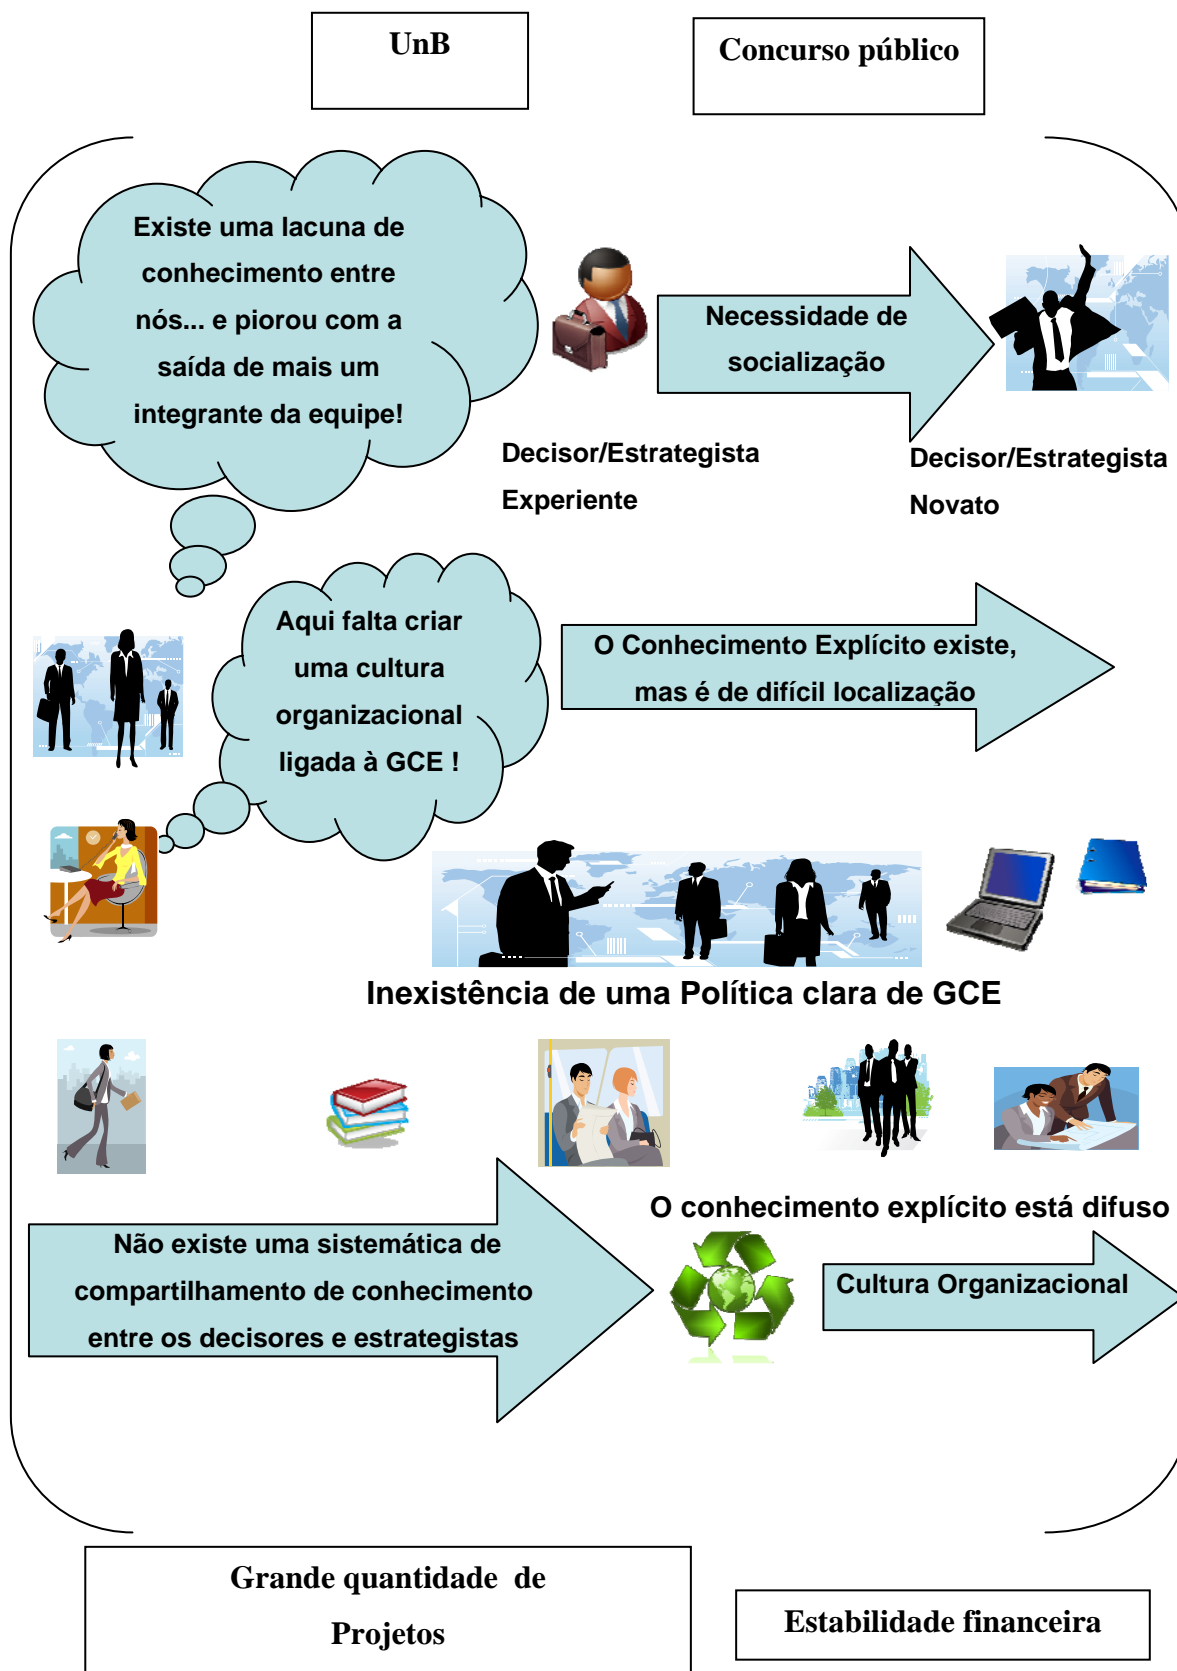 UnB
Concurso público
Existe uma lacuna de
conhecimento entre
nós... e piorou com a
saída de mais um
integrante da equipe!
Necessidade de
socialização
Decisor/Estrategista
Experiente
Decisor/Estrategista
Novato
Aqui falta criar
uma cultura
organizacional
ligada à GCE !
O Conhecimento Explícito existe,
mas é de difícil localização
Inexistência de uma Política clara de GCE
O conhecimento explícito está difuso
Não existe uma sistemática de
compartilhamento de conhecimento
entre os decisores e estrategistas
Cultura Organizacional
Grande quantidade de
Projetos
Estabilidade financeira